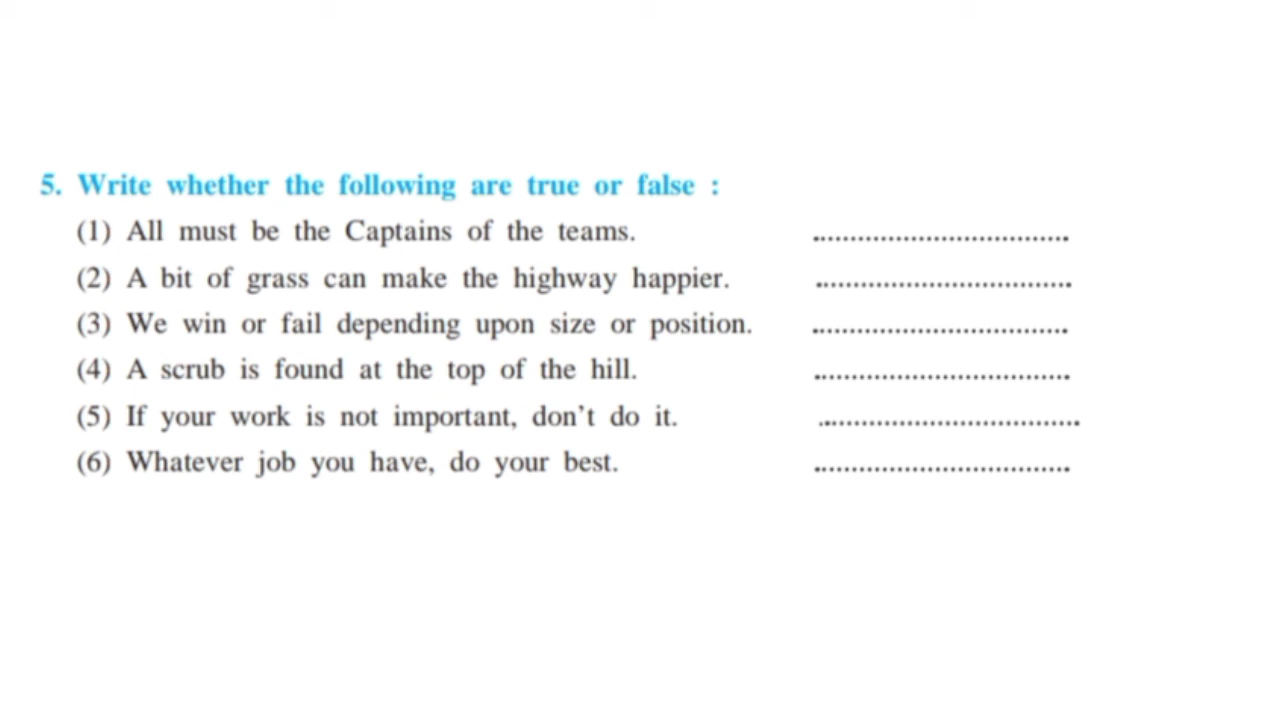 5. Write whether the following are true or false :
(1) All must be the Captains of the teams. ..................................
(2) A bit of grass can make the highway happier. ..................................
(3) We win or fail depending upon size or position. ..................................
(4) A scrub is found at the top of the hill. ..................................
(5) If your work is not important, don't do it. ..................................
(6) Whatever job you have, do your best. ..................................